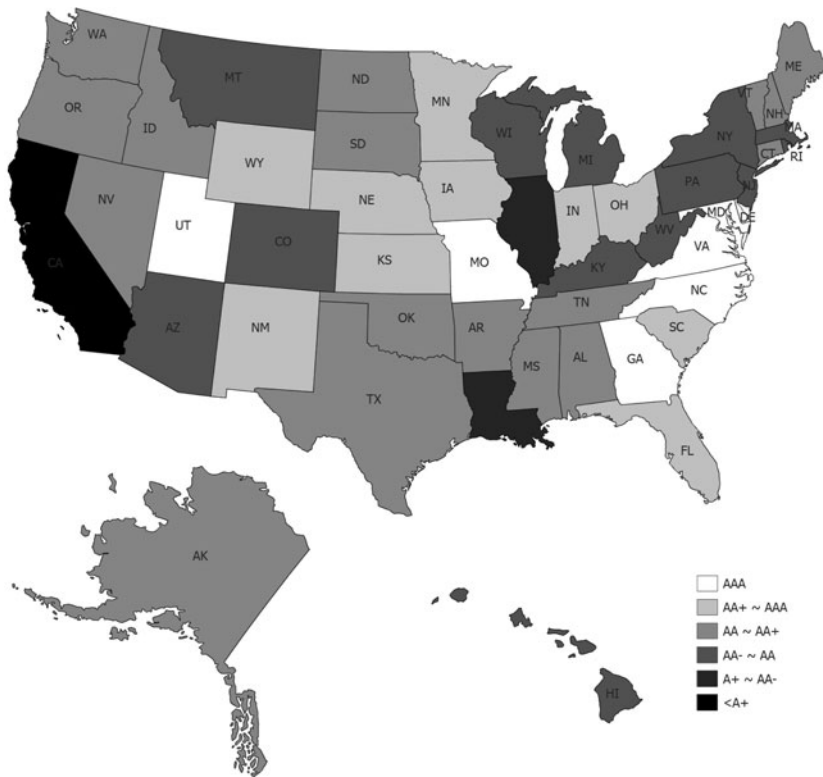 WA
MT
ND
ME
MN
VT
OR
NH
ID
SD
WI
NY
MA
WY
MI
CT
RI
IA
PA
NE
NJ
NV
OH
IN
MD
DE
UT
WV
CO
VA
CA
KS
MO
KY
NC
TN
OK
AZ
NM
AR
SC
MS
AL
GA
TX
FL
AK
AAA
AA+ ~ AAA
AA ~ AA+
AA- ~ AA
A+ ~ AA-
HI
<A+